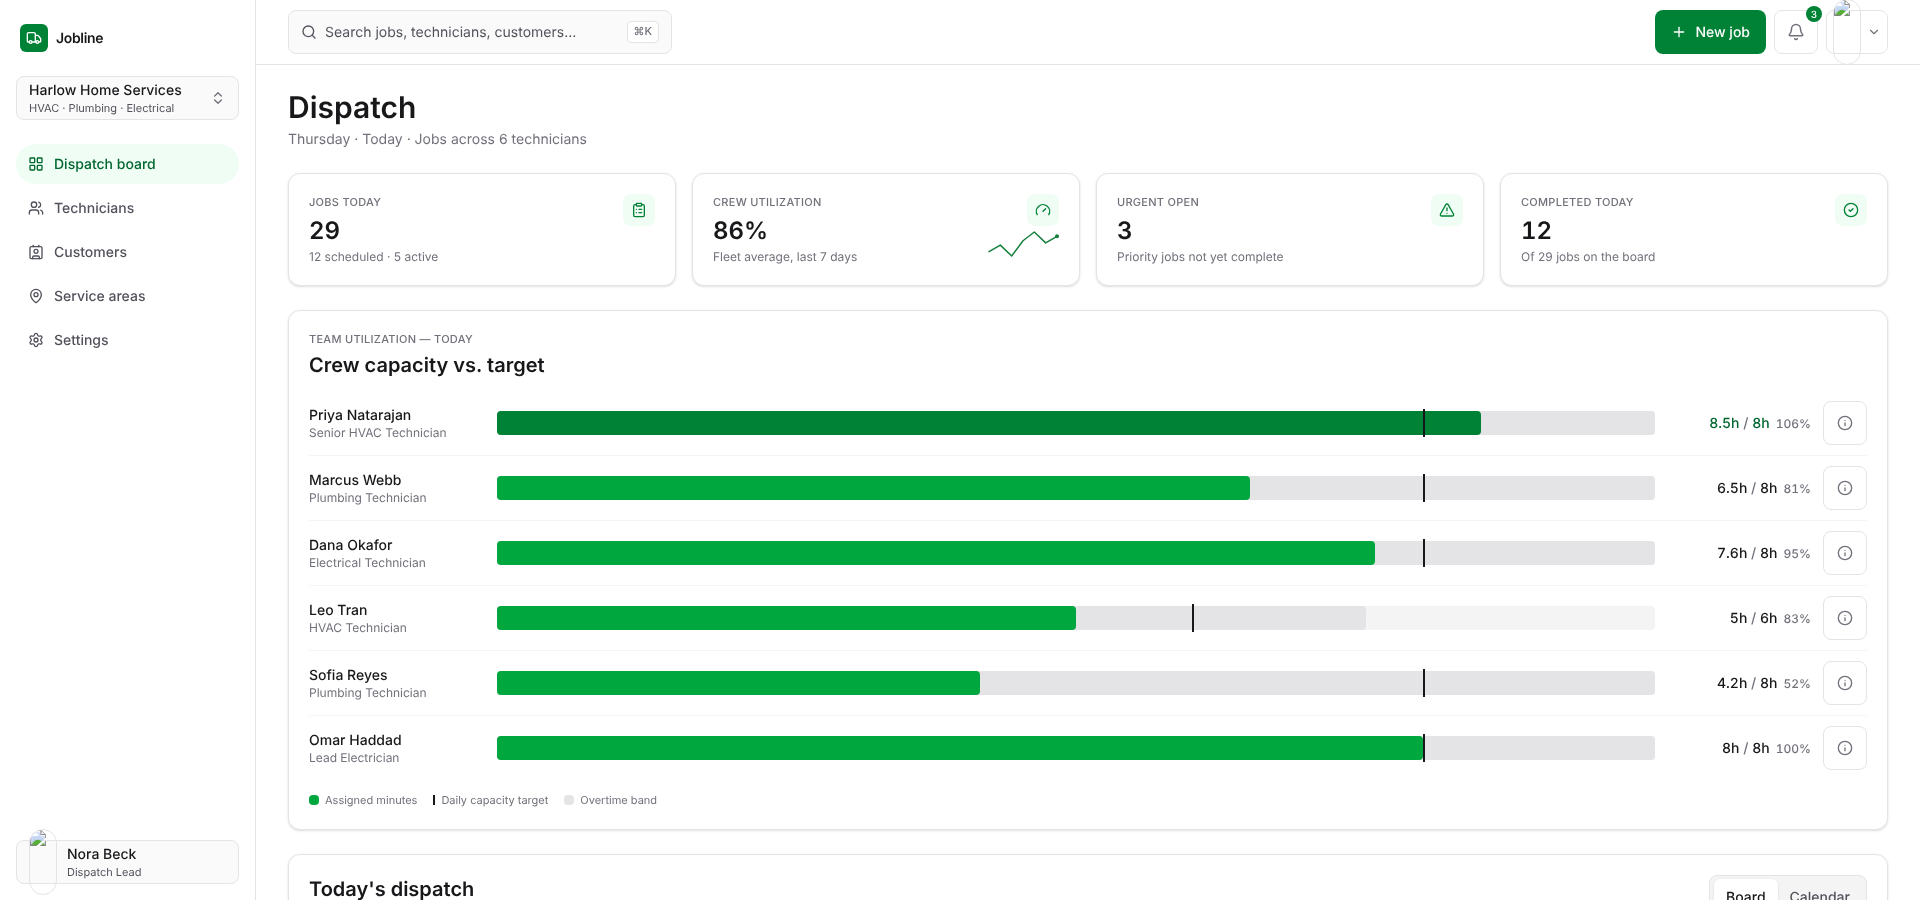 Jobline
Harlow Home Services
HVAC · Plumbing · Electrical
Dispatch board
Technicians
Customers
Service areas
Settings
Nora Beck
Dispatch Lead
Search jobs, technicians, customers...
⌘K
New job
3
Dispatch
Thursday · Today · Jobs across 6 technicians
JOBS TODAY
29
12 scheduled · 5 active
CREW UTILIZATION
86%
Fleet average, last 7 days
URGENT OPEN
3
Priority jobs not yet complete
COMPLETED TODAY
12
Of 29 jobs on the board
TEAM UTILIZATION — TODAY
Crew capacity vs. target
Priya Natarajan
Senior HVAC Technician
8.5h / 8h 106%
Marcus Webb
Plumbing Technician
6.5h / 8h 81%
Dana Okafor
Electrical Technician
7.6h / 8h 95%
Leo Tran
HVAC Technician
5h / 6h 83%
Sofia Reyes
Plumbing Technician
4.2h / 8h 52%
Omar Haddad
Lead Electrician
8h / 8h 100%
Assigned minutes
Daily capacity target
Overtime band
Today's dispatch
Board
Calendar